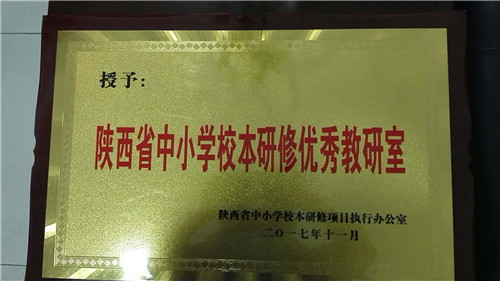 授予：
陕西省中小学校本研修优秀教研室
陕西省中小学校本研修项目执行办公室
二〇一七年十一月